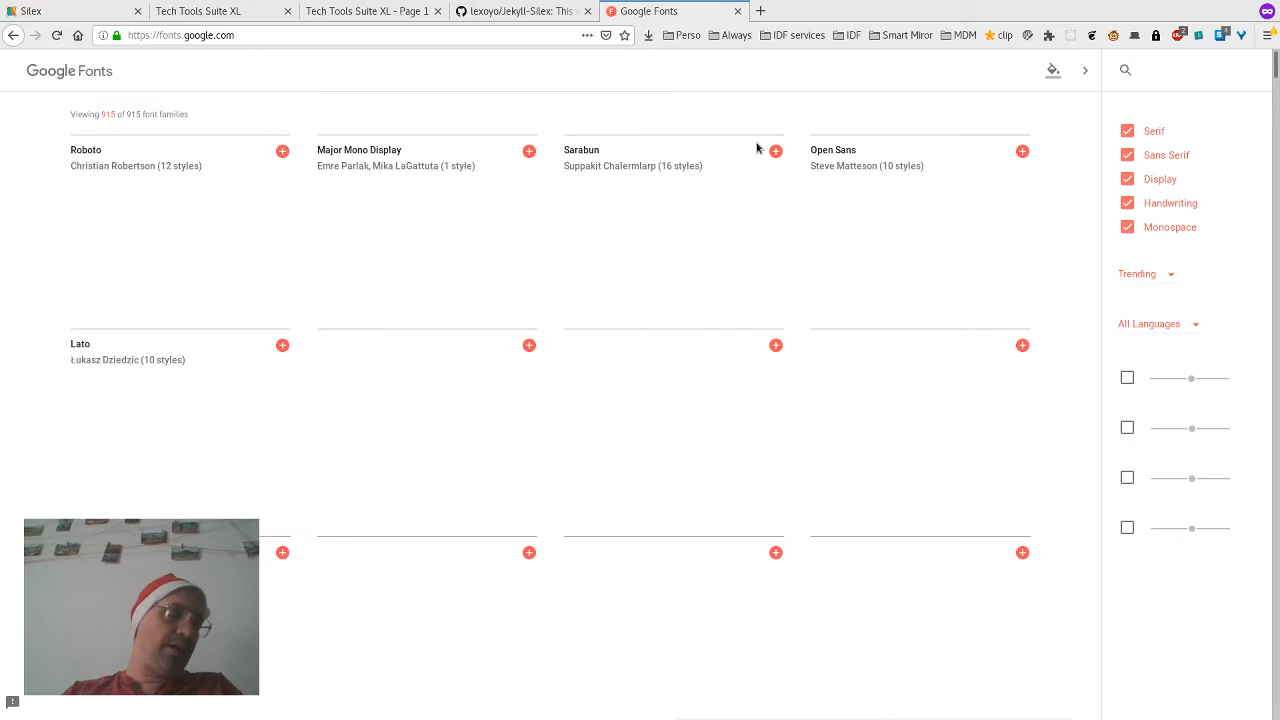 Silex
Tech Tools Suite XL
Tech Tools Suite XL - Page 1
lexoyo/Jekyll-Silex: This
Google Fonts
https://fonts.google.com
Perso
Always
IDF services
IDF
Smart Miror
MDM
clip
2
4
Google Fonts
Viewing 915 of 915 font families
Roboto
Christian Robertson (12 styles)
Major Mono Display
Emre Parlak, Mika LaGattuta (1 style)
Sarabun
Suppakit Chalermlarp (16 styles)
Open Sans
Steve Matteson (10 styles)
Lato
Łukasz Dziedzic (10 styles)
Serif
Sans Serif
Display
Handwriting
Monospace
Trending
All Languages